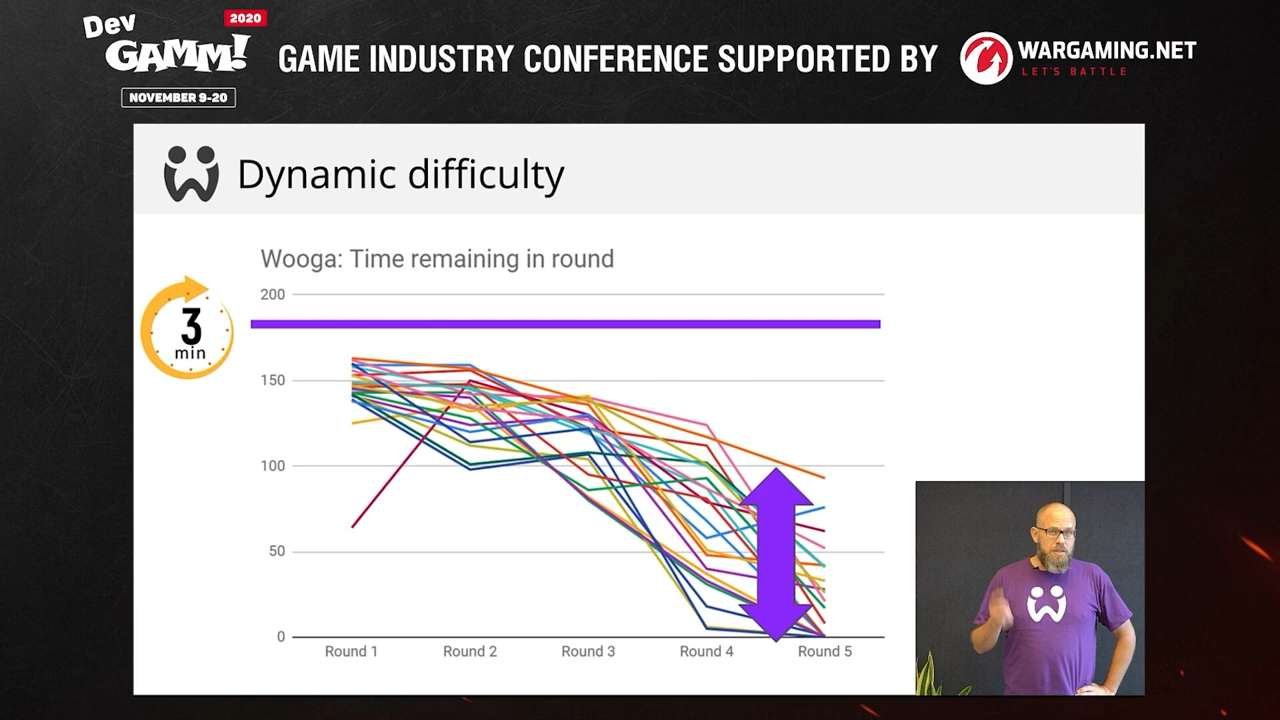 Dev
GAMM!
2020
NOVEMBER 9-20
GAME INDUSTRY CONFERENCE SUPPORTED BY
WARGAMING.NET
LET'S BATTLE
Dynamic difficulty
Wooga: Time remaining in round
3
min
200
150
100
50
0
Round 1 Round 2 Round 3 Round 4 Round 5